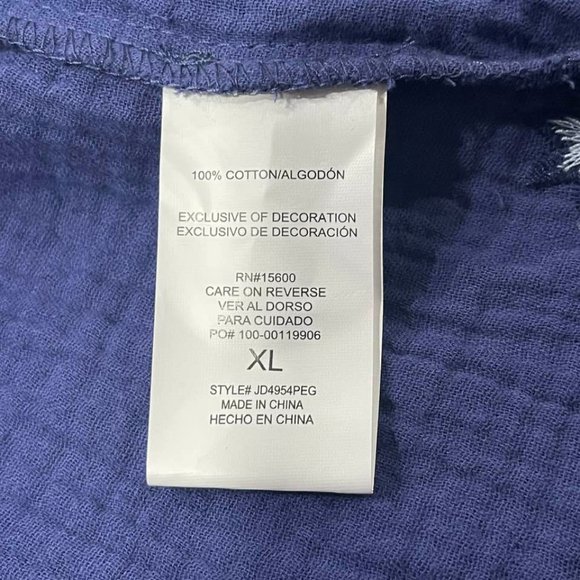 100% COTTON/ALGODÓN
EXCLUSIVE OF DECORATION
EXCLUSIVO DE DECORACIÓN
RN#15600
CARE ON REVERSE
VER AL DORSO
PARA CUIDADO
PO# 100-00119906
XL
STYLE# JD4954PEG
MADE IN CHINA
HECHO EN CHINA